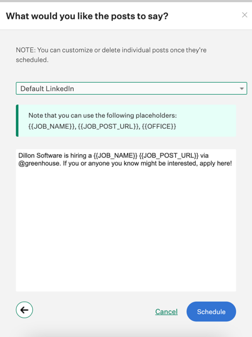 What would you like the posts to say?
NOTE: You can customize or delete individual posts once they're
scheduled.
Default LinkedIn
Note that you can use the following placeholders:
{{JOB_NAME}}, {{JOB_POST_URL}}, {{OFFICE}}
Dillon Software is hiring a {{JOB_NAME}} {{JOB_POST_URL}} via
@greenhouse. If you or anyone you know might be interested, apply here!
Cancel
Schedule